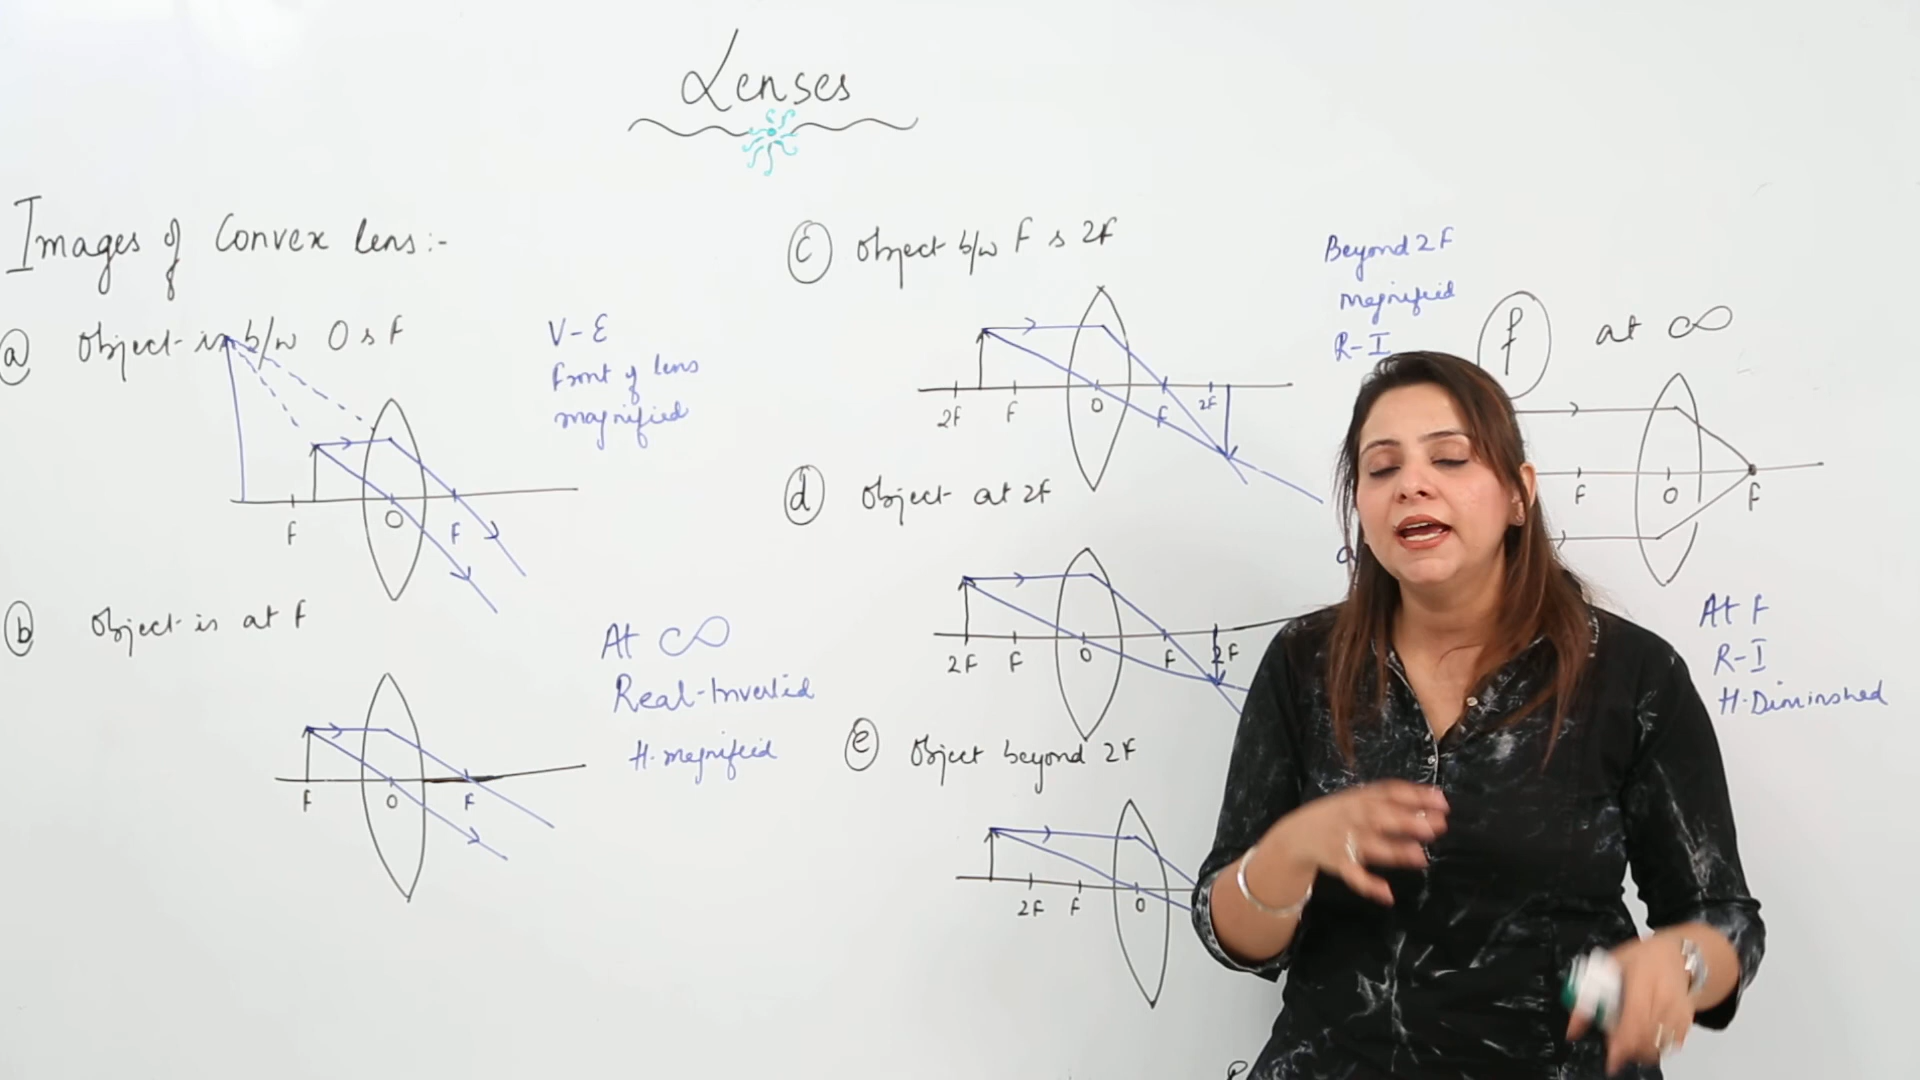 Lenses
Images of Convex lens:-
a Object is b/w O & F
V-E
front of lens
magnified
F O F
b Object is at F
At ∞
Real-Inverted
H. magnified
F O F
c Object b/w F & 2F
Beyond 2F
Magnified
R-I
2F F O F 2F
d Object at 2F
2F F O F 2F
e Object beyond 2F
2F F O
f at ∞
F O F
At F
R-I
H-Diminshed